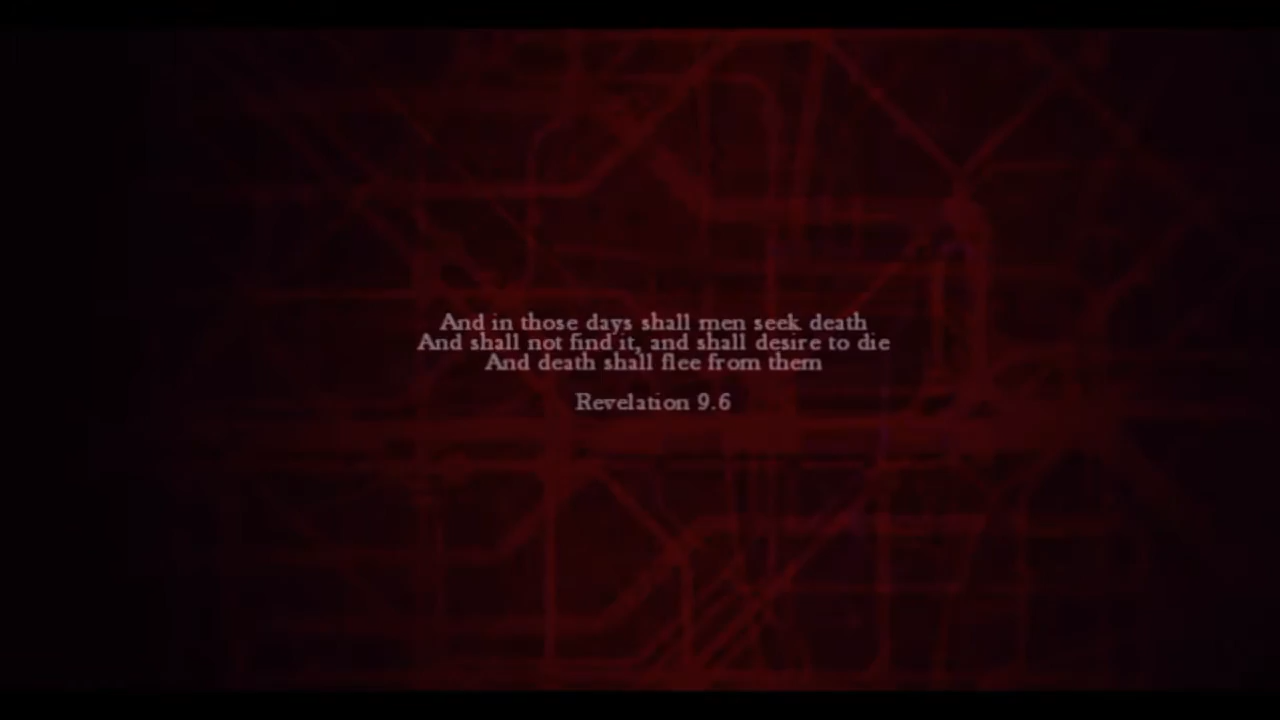 And in those days shall men seek death
And shall not find it, and shall desire to die
And death shall flee from them
Revelation 9.6